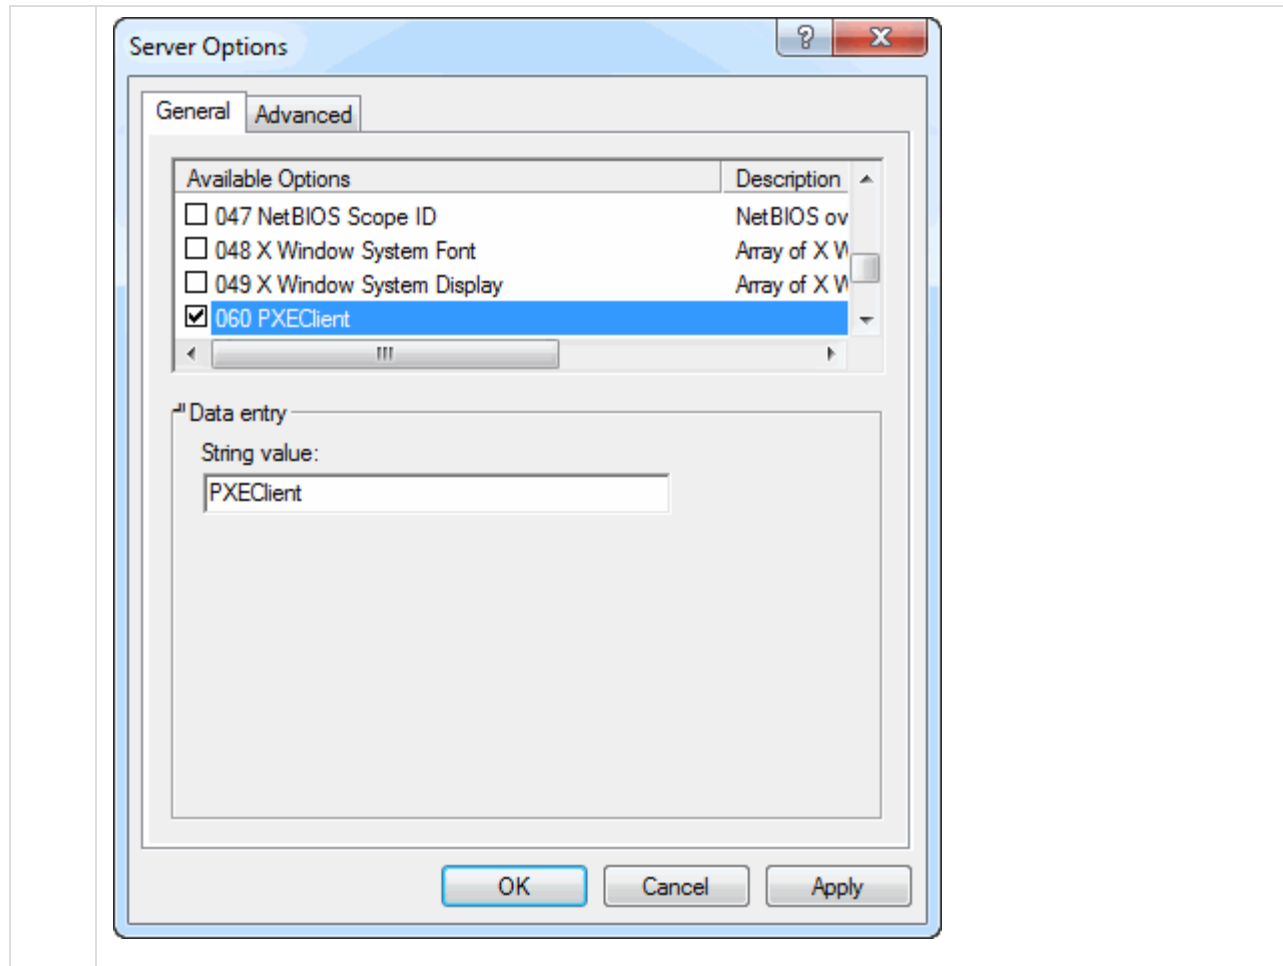 Server Options
General Advanced
Available Options Description
047 NetBIOS Scope ID NetBIOS ov
048 X Window System Font Array of X W
049 X Window System Display Array of X W
060 PXEClient
Data entry
String value:
PXEClient
OK Cancel Apply